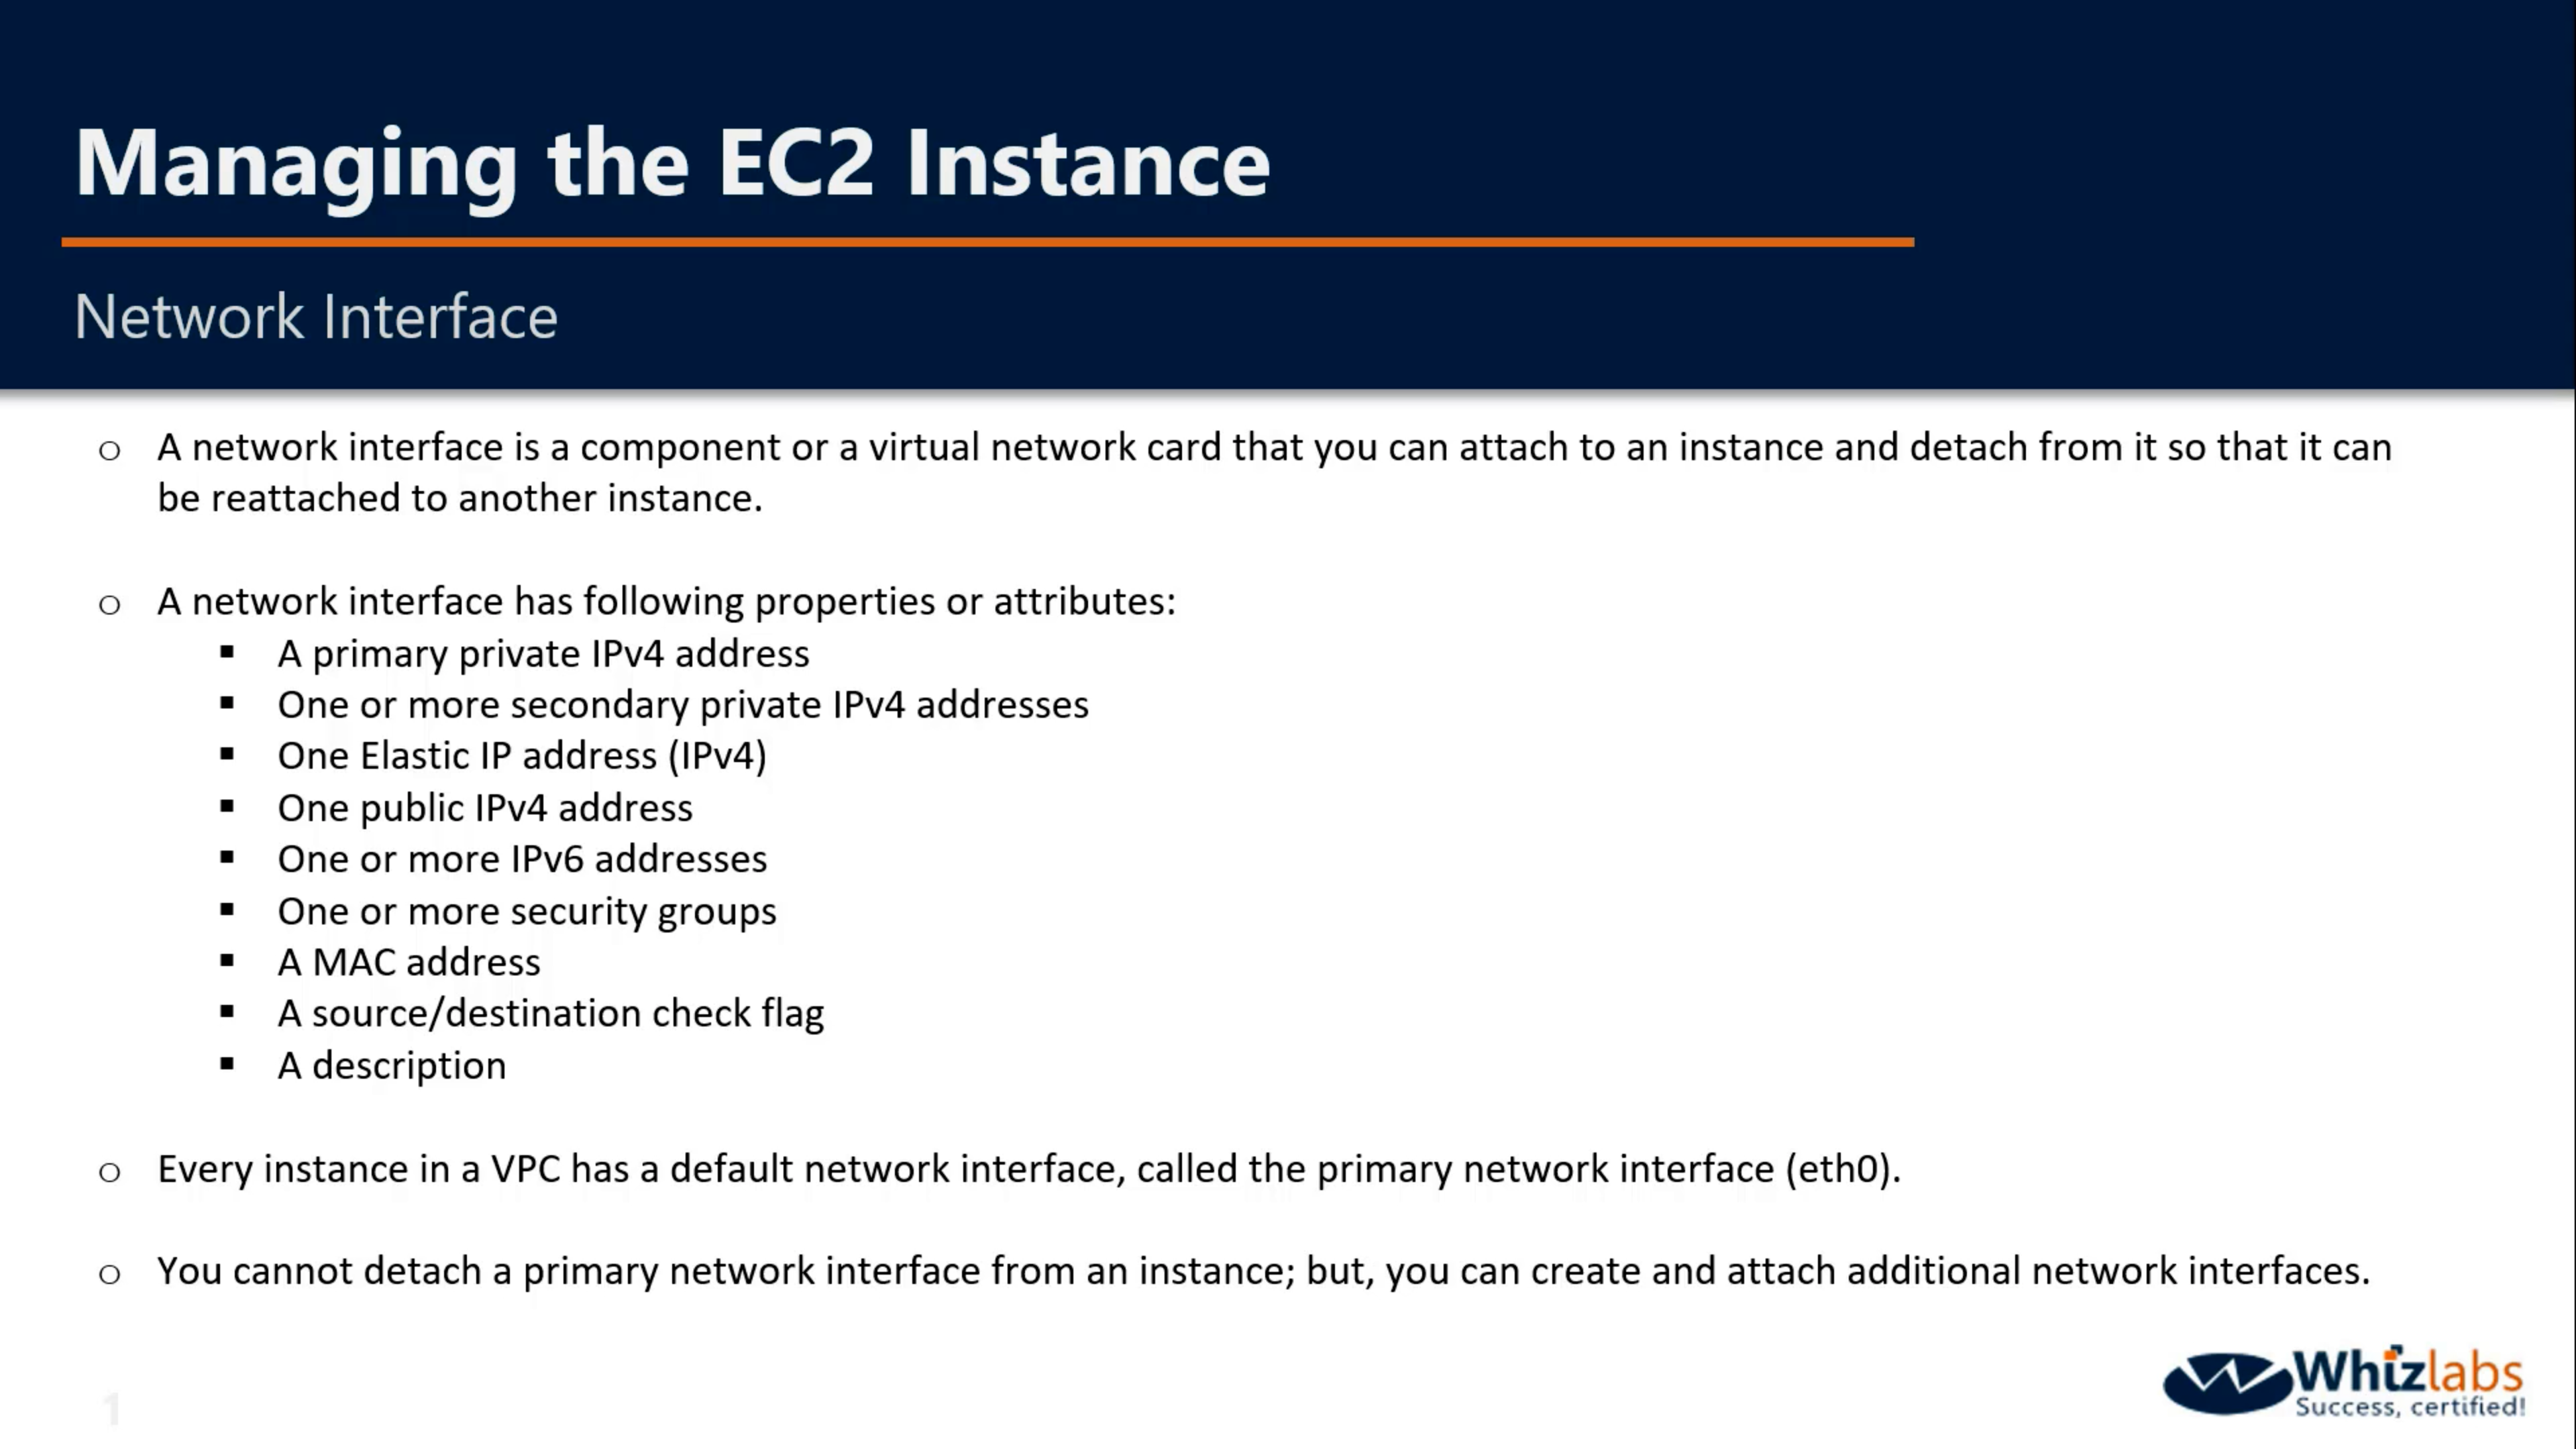 Managing the EC2 Instance
Network Interface
o A network interface is a component or a virtual network card that you can attach to an instance and detach from it so that it can
be reattached to another instance.
o A network interface has following properties or attributes:
▪ A primary private IPv4 address
▪ One or more secondary private IPv4 addresses
▪ One Elastic IP address (IPv4)
▪ One public IPv4 address
▪ One or more IPv6 addresses
▪ One or more security groups
▪ A MAC address
▪ A source/destination check flag
▪ A description
o Every instance in a VPC has a default network interface, called the primary network interface (eth0).
o You cannot detach a primary network interface from an instance; but, you can create and attach additional network interfaces.
1
Whizlabs
Success, certified!